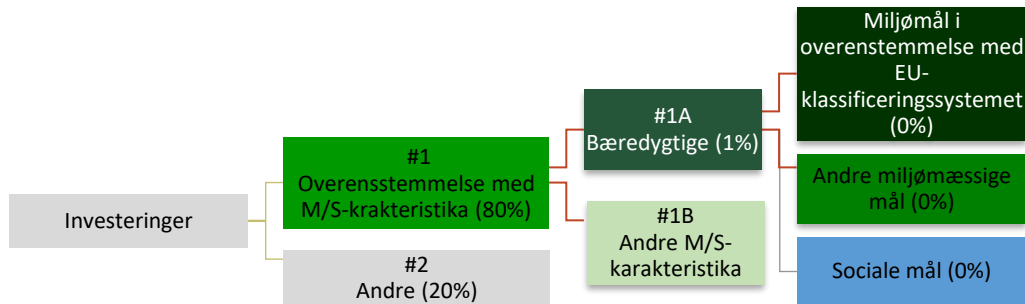 Investeringer
#1
Overensstemmelse med
M/S-krakteristika (80%)
#2
Andre (20%)
#1A
Bæredygtige (1%)
#1B
Andre M/S-
karakteristika
Miljømål i
overenstemmelse med
EU-
klassificeringssystemet
(0%)
Andre miljømæssige
mål (0%)
Sociale mål (0%)